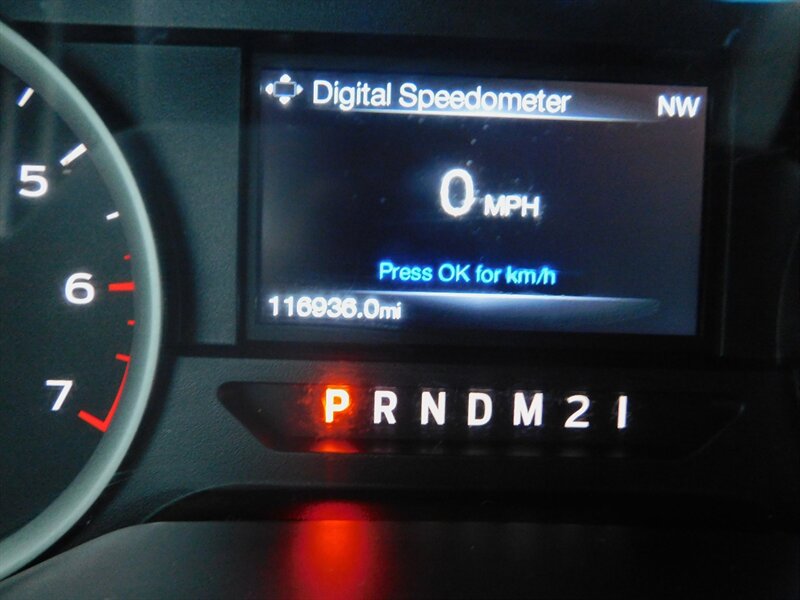 Digital Speedometer NW
0 MPH
Press OK for km/h
116936.0mi
5
6
7
P R N D M 2 1